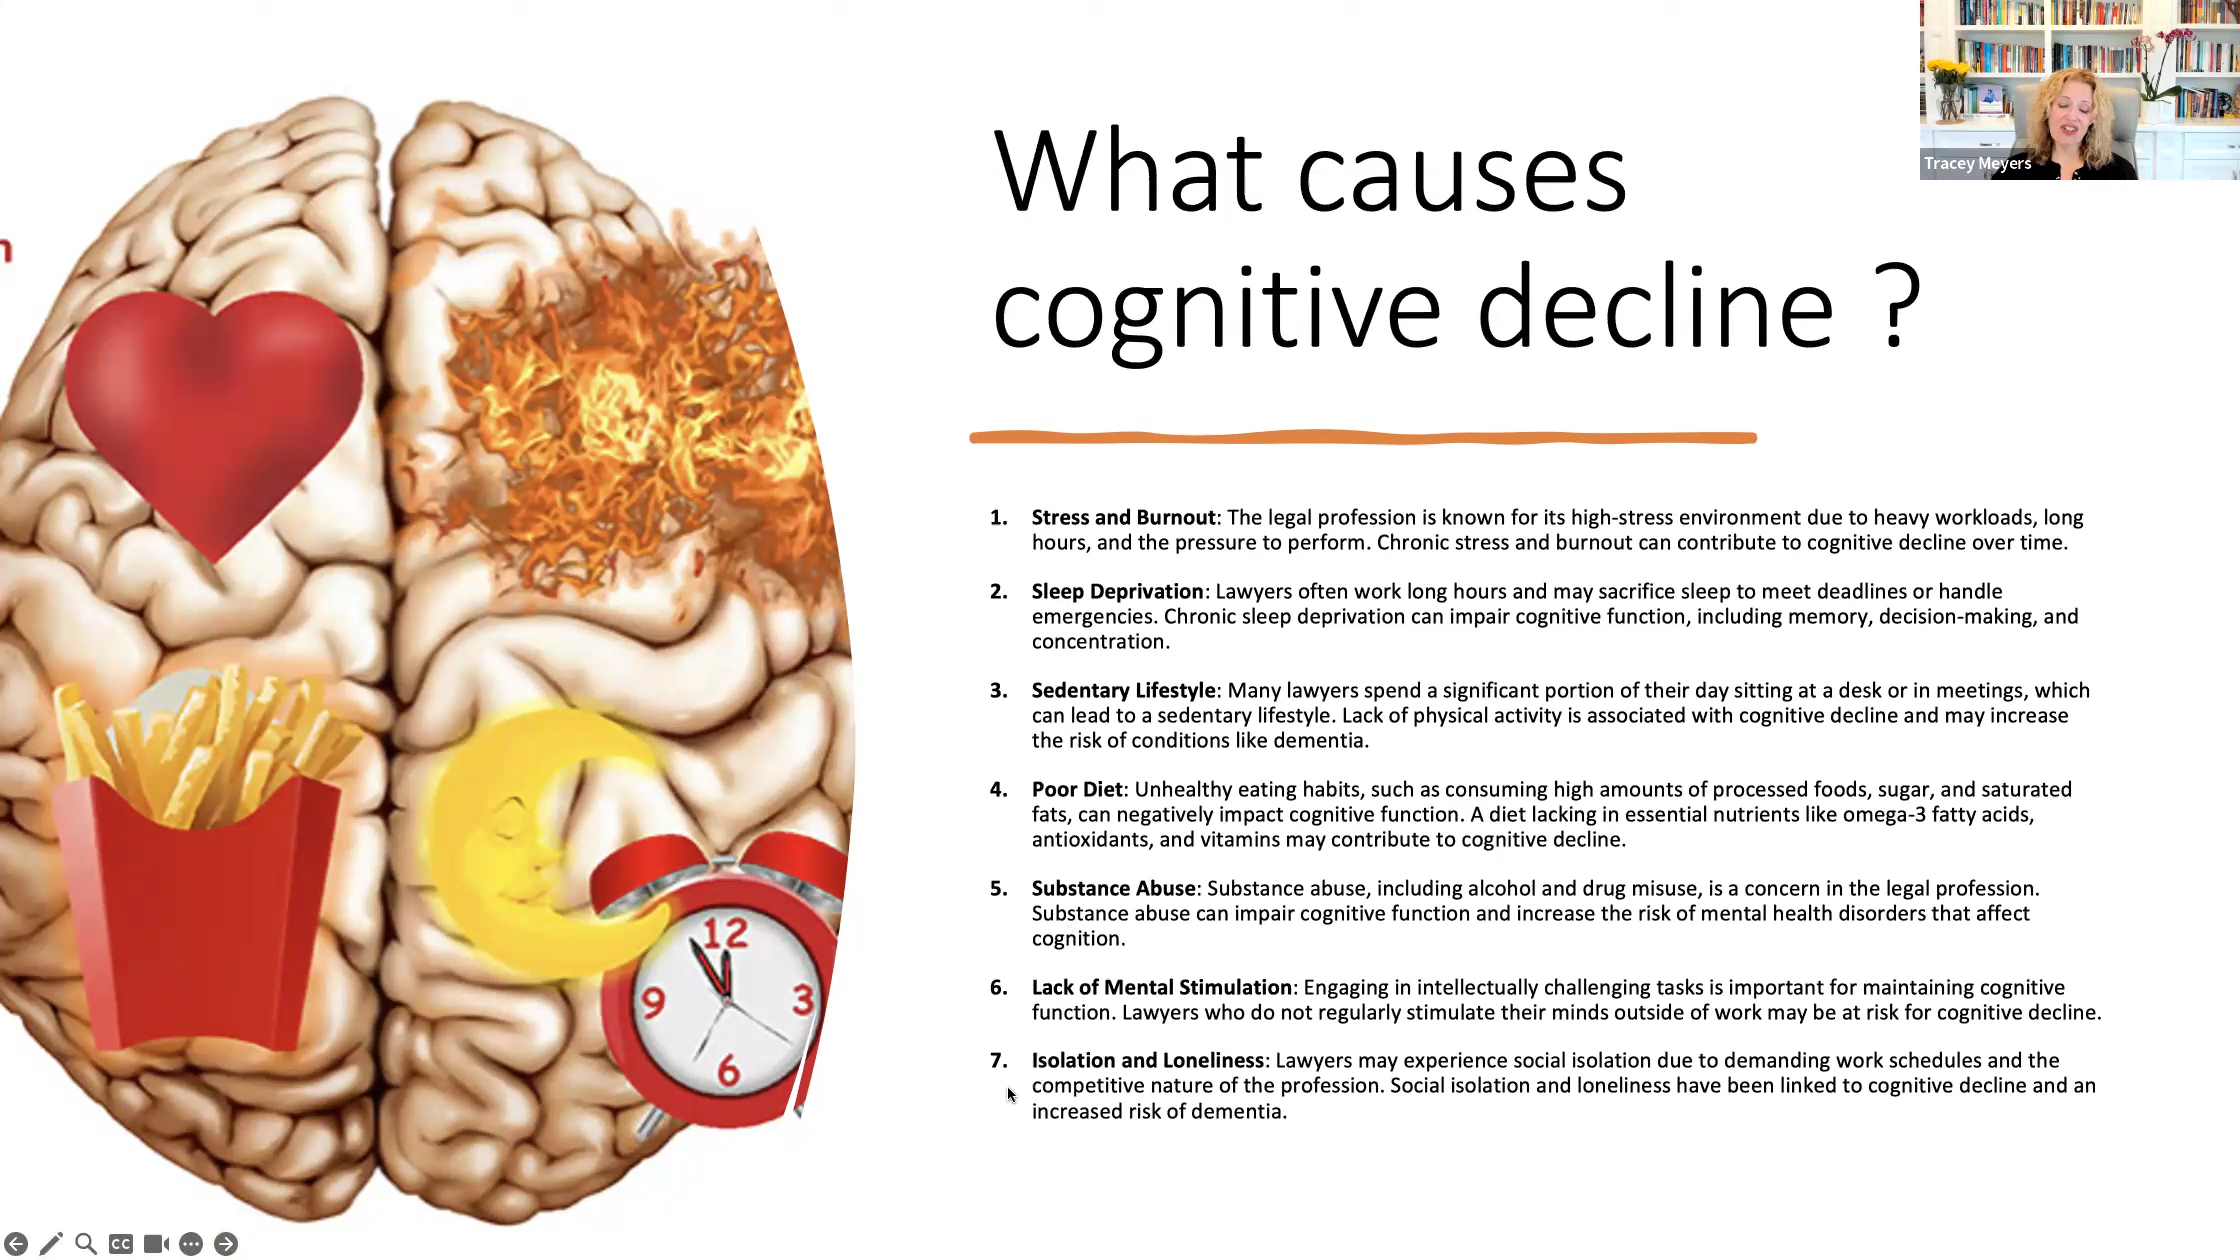 Tracey Meyers
What causes
cognitive decline ?
n
1. Stress and Burnout: The legal profession is known for its high-stress environment due to heavy workloads, long
hours, and the pressure to perform. Chronic stress and burnout can contribute to cognitive decline over time.
2. Sleep Deprivation: Lawyers often work long hours and may sacrifice sleep to meet deadlines or handle
emergencies. Chronic sleep deprivation can impair cognitive function, including memory, decision-making, and
concentration.
3. Sedentary Lifestyle: Many lawyers spend a significant portion of their day sitting at a desk or in meetings, which
can lead to a sedentary lifestyle. Lack of physical activity is associated with cognitive decline and may increase
the risk of conditions like dementia.
4. Poor Diet: Unhealthy eating habits, such as consuming high amounts of processed foods, sugar, and saturated
fats, can negatively impact cognitive function. A diet lacking in essential nutrients like omega-3 fatty acids,
antioxidants, and vitamins may contribute to cognitive decline.
5. Substance Abuse: Substance abuse, including alcohol and drug misuse, is a concern in the legal profession.
Substance abuse can impair cognitive function and increase the risk of mental health disorders that affect
cognition.
6. Lack of Mental Stimulation: Engaging in intellectually challenging tasks is important for maintaining cognitive
function. Lawyers who do not regularly stimulate their minds outside of work may be at risk for cognitive decline.
7. Isolation and Loneliness: Lawyers may experience social isolation due to demanding work schedules and the
competitive nature of the profession. Social isolation and loneliness have been linked to cognitive decline and an
increased risk of dementia.
12
9 3
6
CC